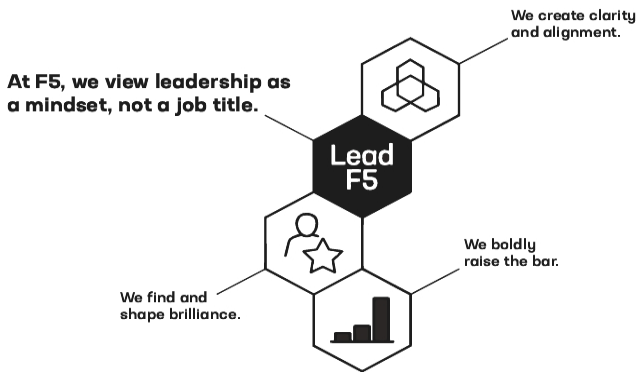 We create clarity
and alignment.
At F5, we view leadership as
a mindset, not a job title.
Lead
F5
We boldly
raise the bar.
We find and
shape brilliance.